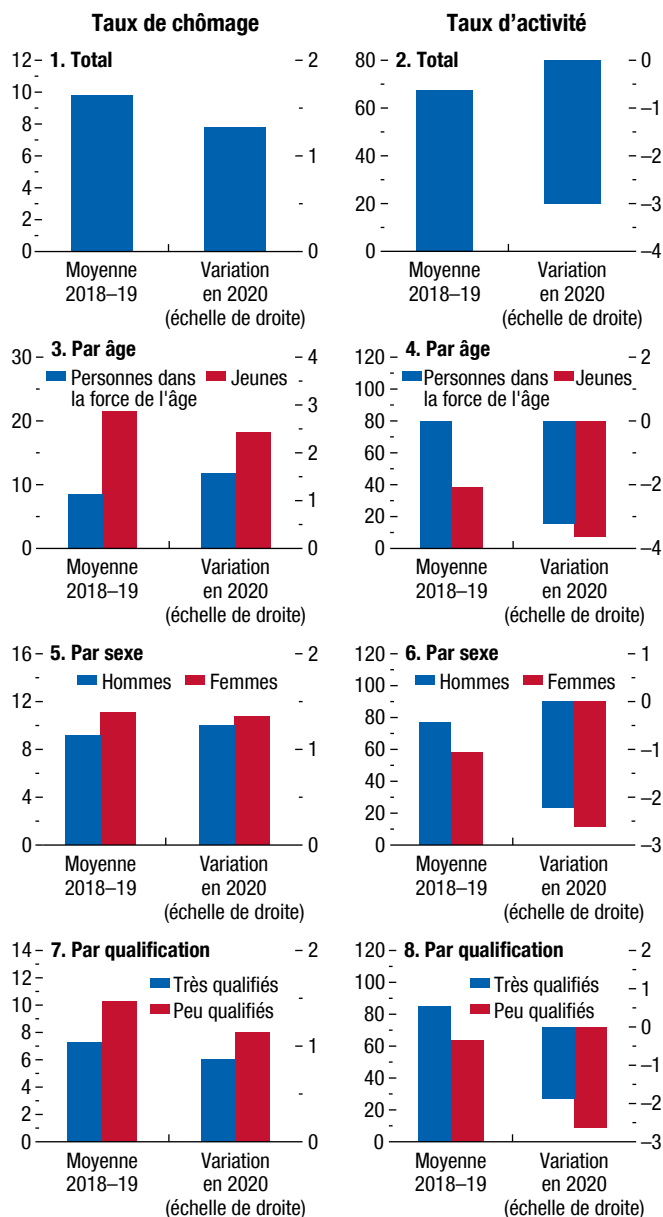 Taux de chômage
1. Total
12
10
8
6
4
2
0
2
1
0
Moyenne
2018–19
Variation
en 2020
(échelle de droite)
Taux d’activité
2. Total
80
60
40
20
0
0
–1
–2
–3
–4
Moyenne
2018–19
Variation
en 2020
(échelle de droite)
3. Par âge
Personnes dans
la force de l'âge
Jeunes
30
20
10
0
4
3
2
1
0
Moyenne
2018–19
Variation
en 2020
(échelle de droite)
4. Par âge
Personnes dans
la force de l'âge
Jeunes
120
100
80
60
40
20
0
2
1
0
–1
–2
–3
–4
Moyenne
2018–19
Variation
en 2020
(échelle de droite)
5. Par sexe
Hommes
Femmes
16
12
8
4
0
2
1
0
Moyenne
2018–19
Variation
en 2020
(échelle de droite)
6. Par sexe
Hommes
Femmes
120
100
80
60
40
20
0
1
0
–1
–2
–3
Moyenne
2018–19
Variation
en 2020
(échelle de droite)
7. Par qualification
Très qualifiés
Peu qualifiés
14
12
10
8
6
4
2
0
2
1
0
Moyenne
2018–19
Variation
en 2020
(échelle de droite)
8. Par qualification
Très qualifiés
Peu qualifiés
120
100
80
60
40
20
0
2
1
0
–1
–2
–3
Moyenne
2018–19
Variation
en 2020
(échelle de droite)